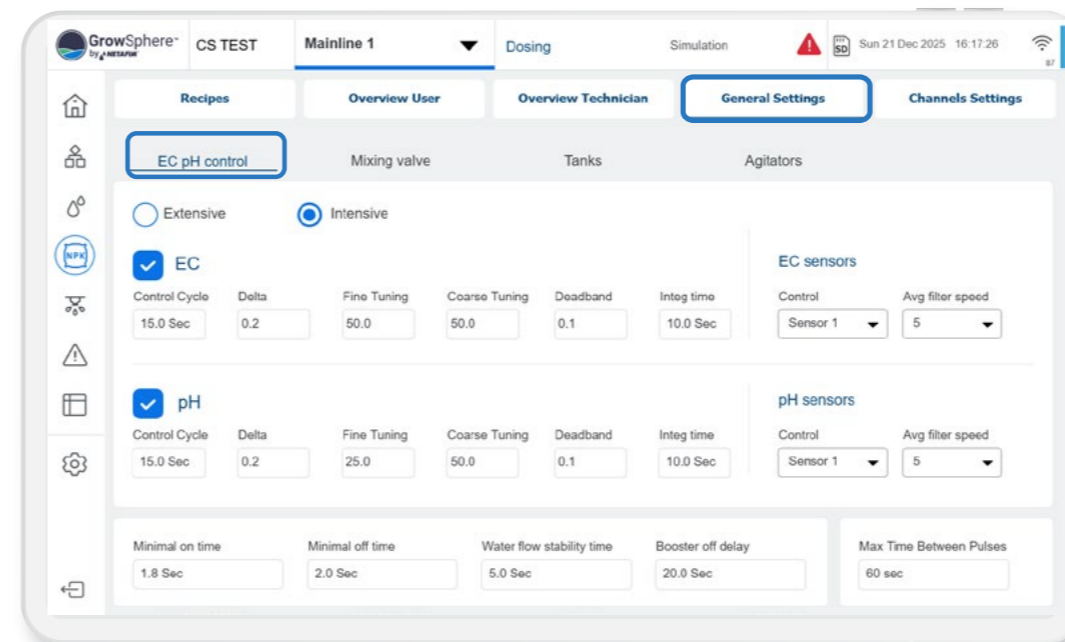 GrowSphere™ CS TEST Mainline 1 Dosing Simulation SD Sun 21 Dec 2025 16:17:26
by NETAFIM 87
Recipes Overview User Overview Technician General Settings Channels Settings
EC pH control Mixing valve Tanks Agitators
Extensive Intensive
NPK
EC EC sensors
Control Cycle Delta Fine Tuning Coarse Tuning Deadband Integ time Control Avg filter speed
15.0 Sec 0.2 50.0 50.0 0.1 10.0 Sec Sensor 1 5
pH pH sensors
Control Cycle Delta Fine Tuning Coarse Tuning Deadband Integ time Control Avg filter speed
15.0 Sec 0.2 25.0 50.0 0.1 10.0 Sec Sensor 1 5
Minimal on time Minimal off time Water flow stability time Booster off delay Max Time Between Pulses
1.8 Sec 2.0 Sec 5.0 Sec 20.0 Sec 60 sec